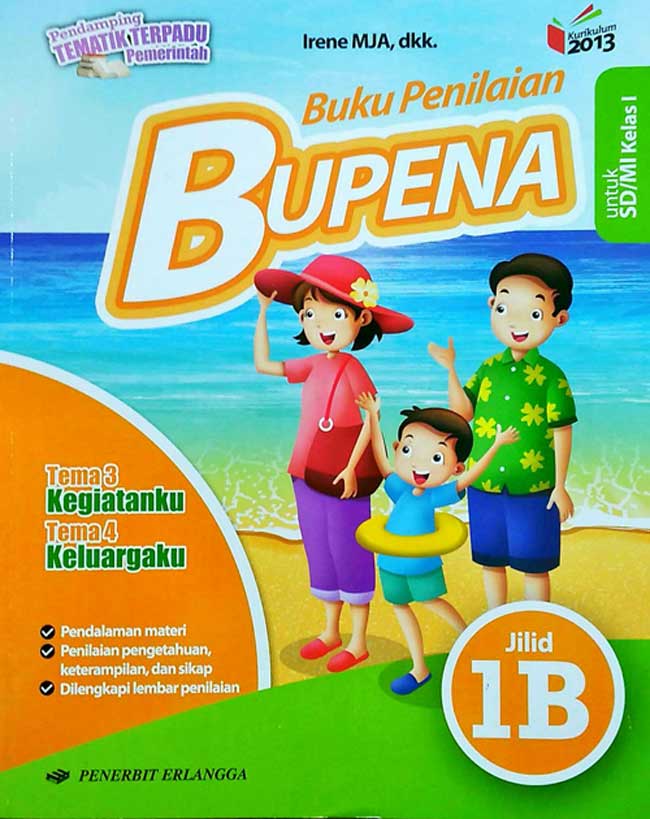 Pendamping
TEMATIK TERPADU
Pemerintah
Irene MJA, dkk.
Kurikulum
2013
Buku Penilaian
BUPENA
untuk
SD/MI Kelas I
Tema 3
Kegiatanku
Tema 4
Keluargaku
Pendalaman materi
Penilaian pengetahuan,
keterampilan, dan sikap
Dilengkapi lembar penilaian
Jilid
1B
PENERBIT ERLANGGA